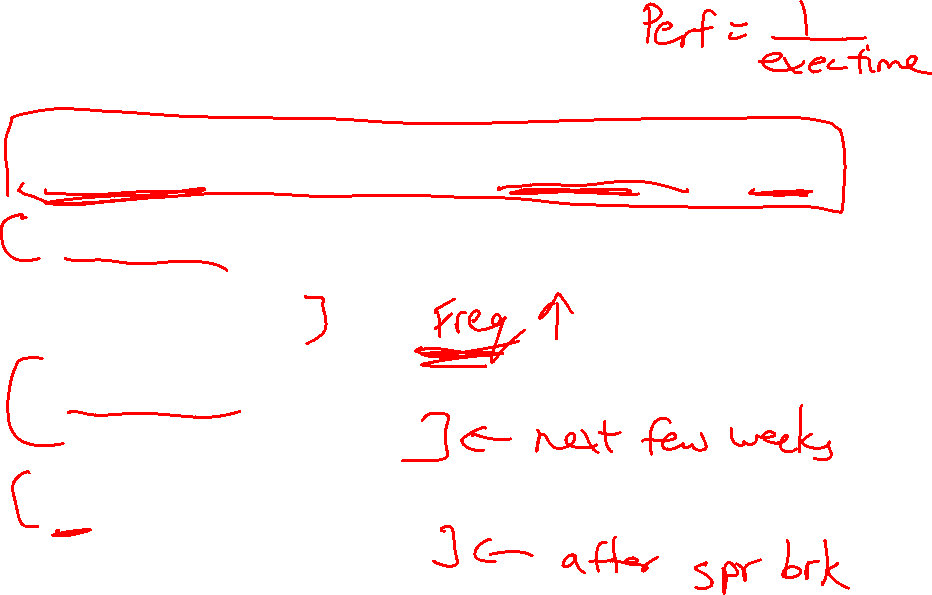 Perf = 1 / exectime
Freq ↑
] ← next few weeks
] ← after spr brk